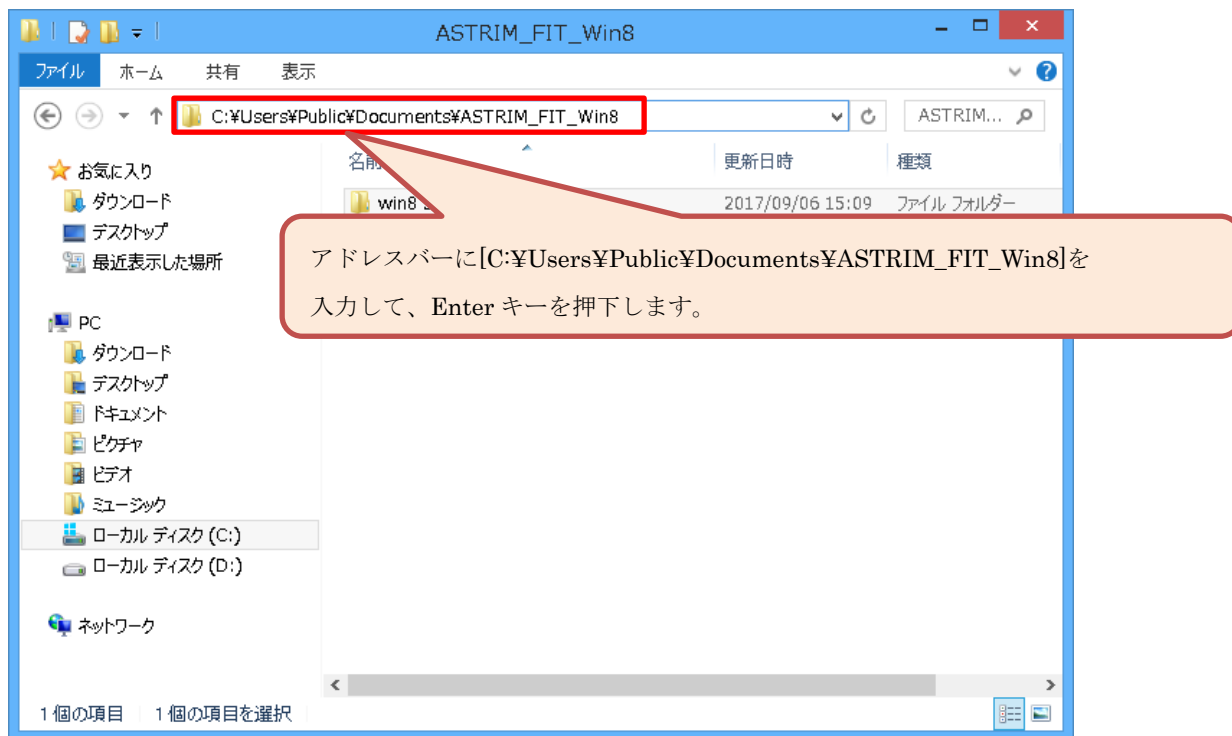 ASTRIM_FIT_Win8
ファイル ホーム 共有 表示
C:¥Users¥Public¥Documents¥ASTRIM_FIT_Win8
ASTRIM...
お気に入り
ダウンロード
デスクトップ
最近表示した場所
PC
ダウンロード
デスクトップ
ドキュメント
ピクチャ
ビデオ
ミュージック
ローカル ディスク (C:)
ローカル ディスク (D:)
ネットワーク
名前 更新日時 種類
win8 2017/09/06 15:09 ファイル フォルダー
アドレスバーに[C:¥Users¥Public¥Documents¥ASTRIM_FIT_Win8]を
入力して、Enter キーを押下します。
1 個の項目 1 個の項目を選択